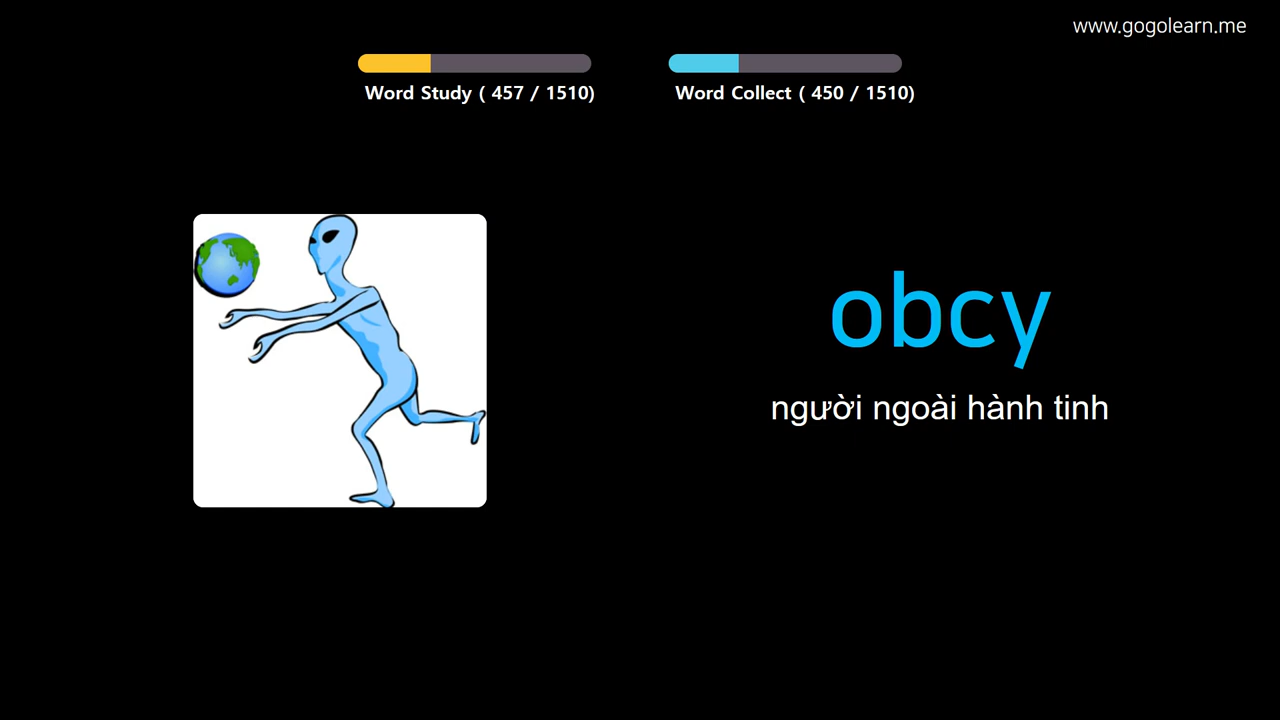 www.gogolearn.me
Word Study ( 457 / 1510)
Word Collect ( 450 / 1510)
obcy
người ngoài hành tinh